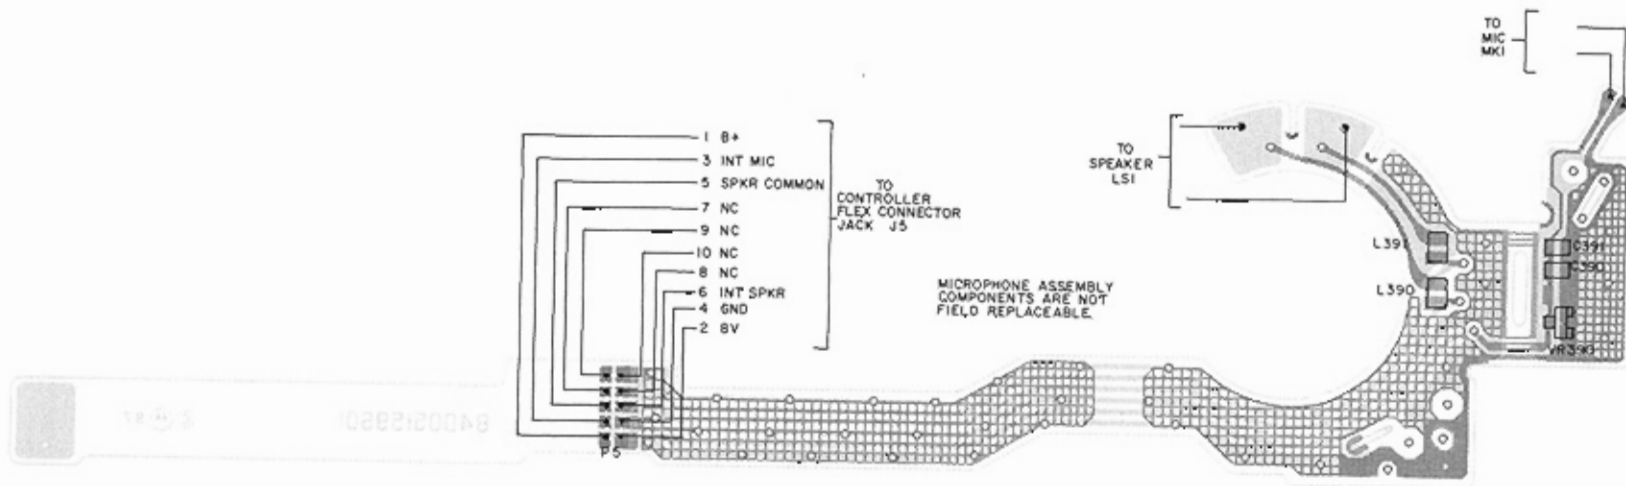 TO
MIC
MK1
1 B+
3 INT MIC
5 SPKR COMMON
7 NC
9 NC
10 NC
8 NC
6 INT SPKR
4 GND
2 8V
TO
CONTROLLER
FLEX CONNECTOR
JACK J5
TO
SPEAKER
LS1
MICROPHONE ASSEMBLY
COMPONENTS ARE NOT
FIELD REPLACEABLE.
L391
L390
C391
C390
VR390
P5